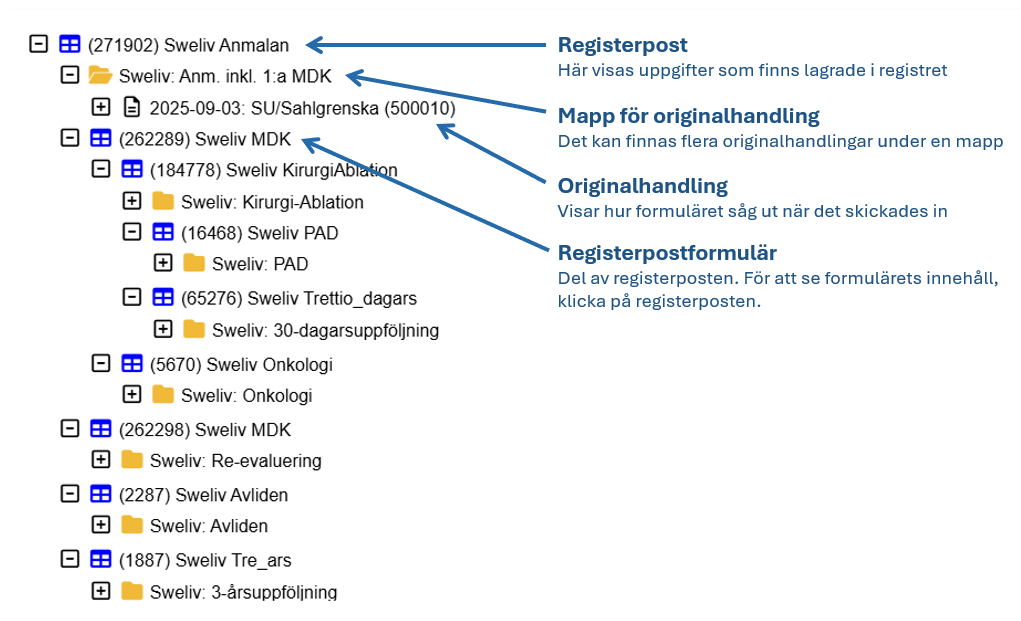 (271902) Sweliv Anmalan
Sweliv: Anm. inkl. 1:a MDK
2025-09-03: SU/Sahlgrenska (500010)
(262289) Sweliv MDK
(184778) Sweliv KirurgiAblation
Sweliv: Kirurgi-Ablation
(16468) Sweliv PAD
Sweliv: PAD
(65276) Sweliv Trettio_dagars
Sweliv: 30-dagarsuppföljning
(5670) Sweliv Onkologi
Sweliv: Onkologi
(262298) Sweliv MDK
Sweliv: Re-evaluering
(2287) Sweliv Avliden
Sweliv: Avliden
(1887) Sweliv Tre_ars
Sweliv: 3-årsuppföljning
Registerpost
Här visas uppgifter som finns lagrade i registret
Mapp för originalhandling
Det kan finnas flera originalhandlingar under en mapp
Originalhandling
Visar hur formuläret såg ut när det skickades in
Registerpostformulär
Del av registerposten. För att se formulärets innehåll,
klicka på registerposten.